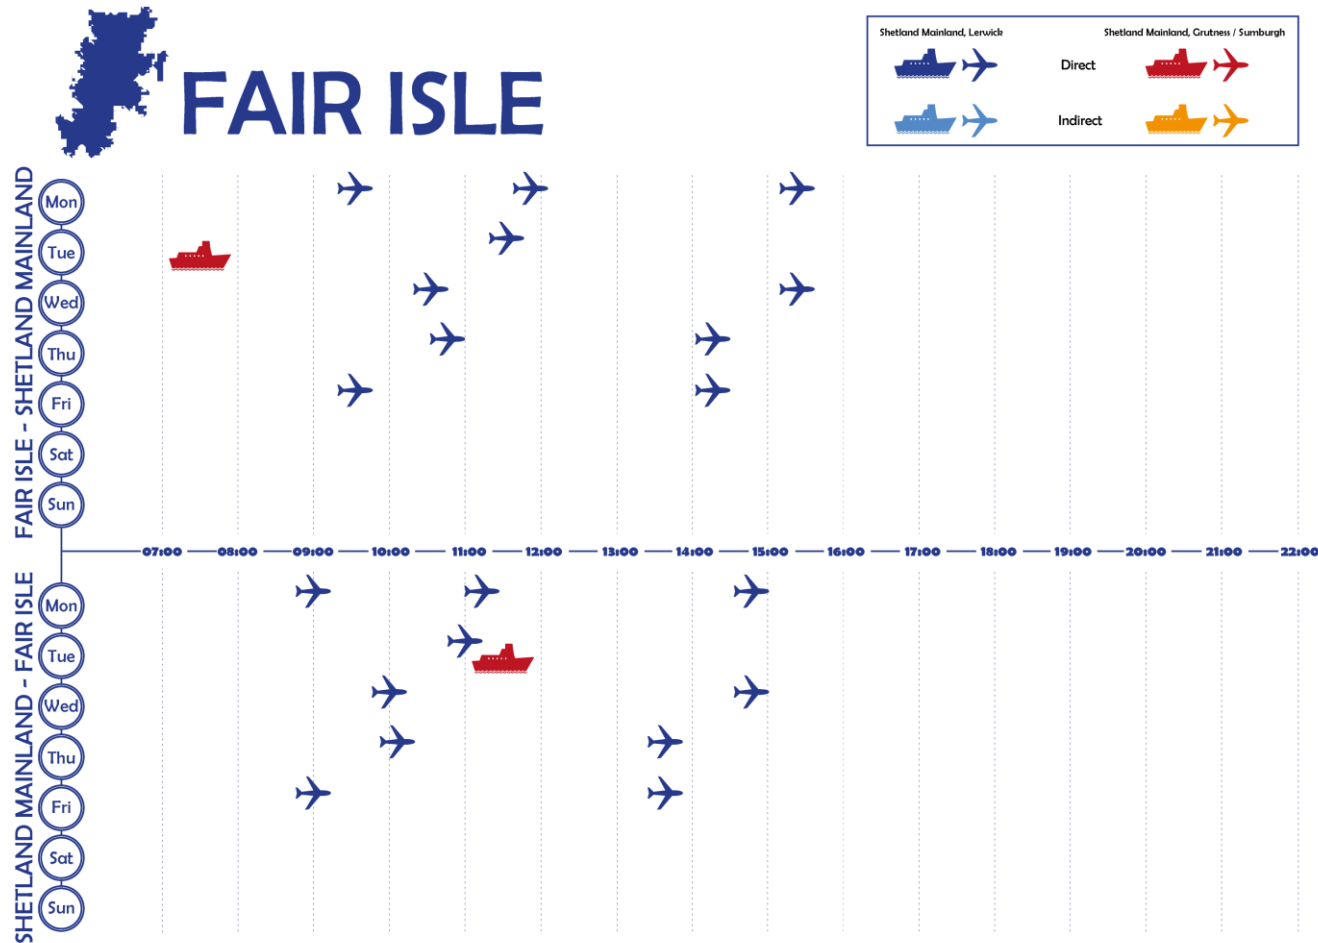 FAIR ISLE
Shetland Mainland, Lerwick
Shetland Mainland, Grutness / Sumburgh
Direct
Indirect
FAIR ISLE - SHETLAND MAINLAND
Mon
Tue
Wed
Thu
Fri
Sat
Sun
07:00 08:00 09:00 10:00 11:00 12:00 13:00 14:00 15:00 16:00 17:00 18:00 19:00 20:00 21:00 22:00
SHETLAND MAINLAND - FAIR ISLE
Mon
Tue
Wed
Thu
Fri
Sat
Sun